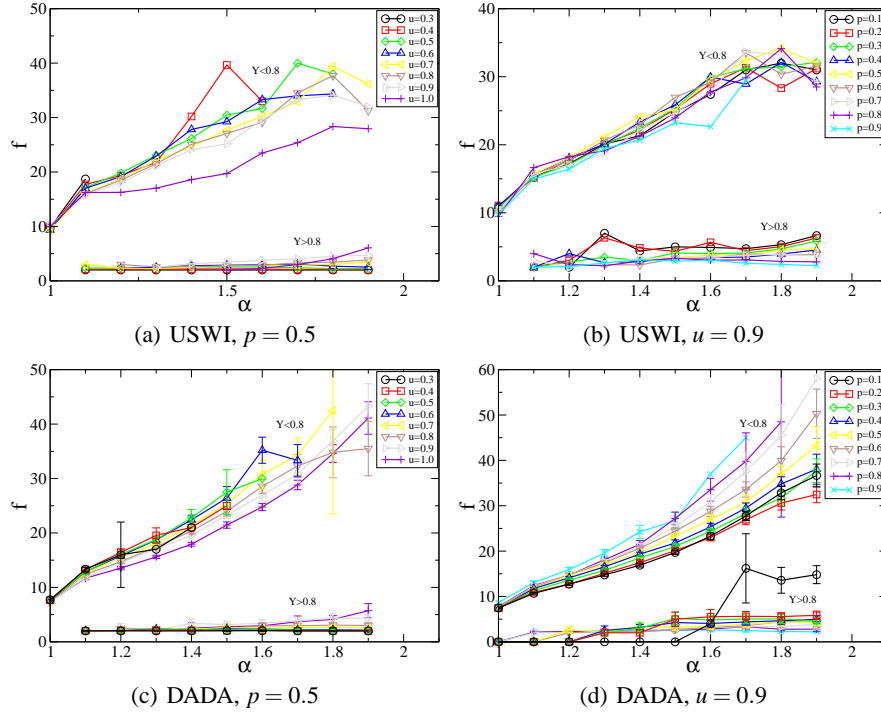 50
40
30
20
10
0
f
1
1.5
2
α
Y<0.8
Y>0.8
u=0.3
u=0.4
u=0.5
u=0.6
u=0.7
u=0.8
u=0.9
u=1.0
(a) USWI, p = 0.5
40
30
20
10
0
f
1
1.2
1.4
1.6
1.8
2
α
Y<0.8
Y>0.8
p=0.1
p=0.2
p=0.3
p=0.4
p=0.5
p=0.6
p=0.7
p=0.8
p=0.9
(b) USWI, u = 0.9
50
40
30
20
10
0
f
1
1.2
1.4
1.6
1.8
2
α
Y<0.8
Y>0.8
u=0.3
u=0.4
u=0.5
u=0.6
u=0.7
u=0.8
u=0.9
u=1.0
(c) DADA, p = 0.5
60
50
40
30
20
10
0
f
1
1.2
1.4
1.6
1.8
2
α
Y<0.8
Y>0.8
p=0.1
p=0.2
p=0.3
p=0.4
p=0.5
p=0.6
p=0.7
p=0.8
p=0.9
(d) DADA, u = 0.9